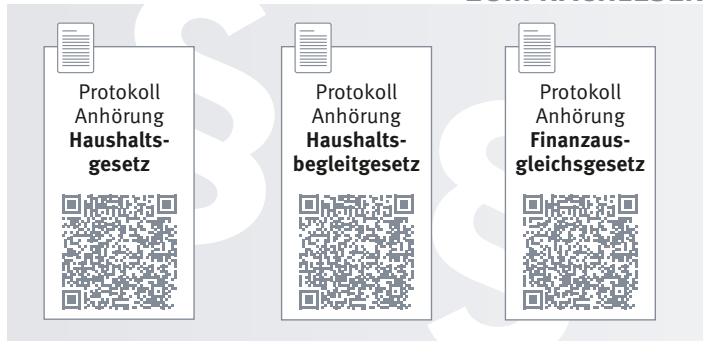 Protokoll
Anhörung
Haushalts-
gesetz
Protokoll
Anhörung
Haushalts-
begleitgesetz
Protokoll
Anhörung
Finanzaus-
gleichsgesetz